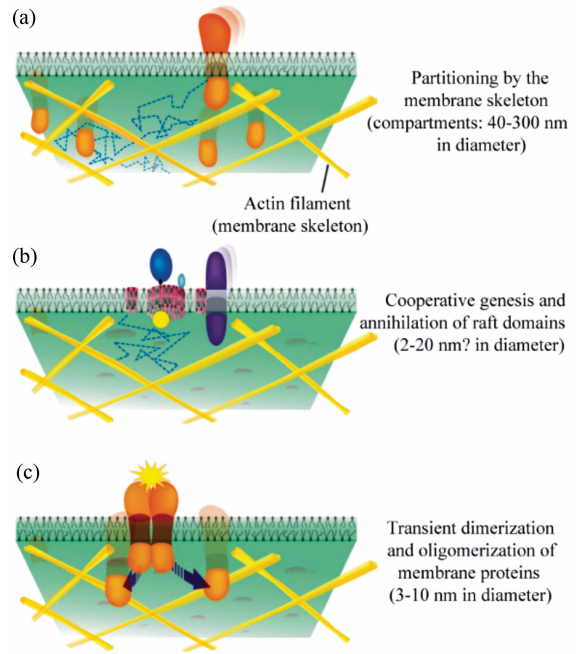 (a)
Partitioning by the
membrane skeleton
(compartments: 40-300 nm
in diameter)
Actin filament
(membrane skeleton)
(b)
Cooperative genesis and
annihilation of raft domains
(2-20 nm? in diameter)
(c)
Transient dimerization
and oligomerization of
membrane proteins
(3-10 nm in diameter)